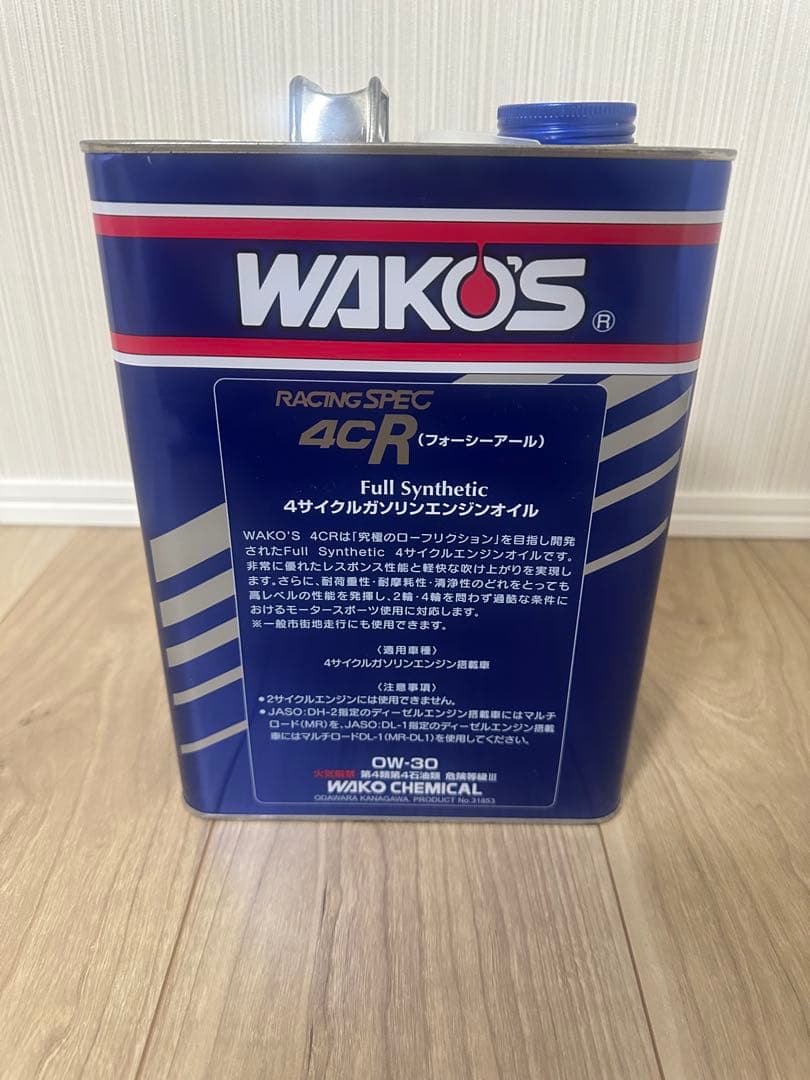 WAKO'S ®
RACING SPEC
4CR（フォーシーアール）
Full Synthetic
4サイクルガソリンエンジンオイル
WAKO'S 4CRは「究極のローフリクション」を目指し開発
されたFull Synthetic 4サイクルエンジンオイルです。
非常に優れたレスポンス性能と軽快な吹け上がりを実現し
ます。さらに、耐荷重性・耐摩耗性・清浄性のどれをとっても
高レベルの性能を発揮し、2輪・4輪を問わず過酷な条件に
おけるモータースポーツ使用に対応します。
※一般市街地走行にも使用できます。
〈適用車種〉
4サイクルガソリンエンジン搭載車
〈注意事項〉
●2サイクルエンジンには使用できません。
●JASO:DH-2指定のディーゼルエンジン搭載車にはマルチ
ロード(MR)を、JASO:DL-1指定のディーゼルエンジン搭載
車にはマルチロードDL-1(MR-DL1)を使用してください。
0W-30
火気厳禁 第4類第4石油類 危険等級Ⅲ
WAKO CHEMICAL
ODAWARA KANAGAWA. PRODUCT No.31853